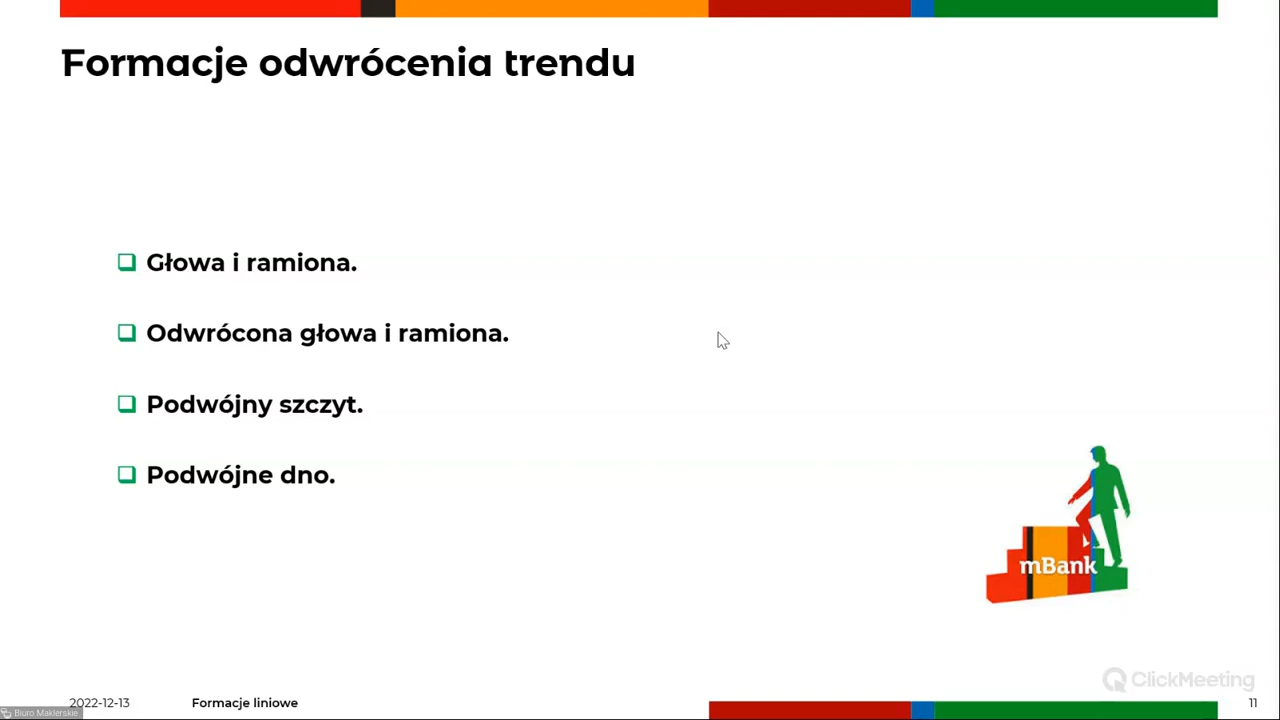 Formacje odwrócenia trendu
Głowa i ramiona.
Odwrócona głowa i ramiona.
Podwójny szczyt.
Podwójne dno.
mBank
ClickMeeting
2022-12-13
Formacje liniowe
11
Biuro Maklerskie